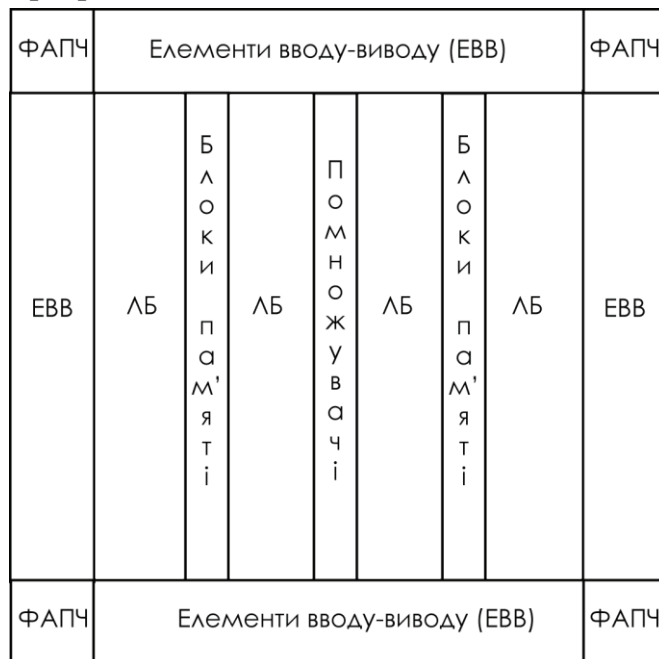 ФАПЧ Елементи вводу-виводу (ЕВВ) ФАПЧ
ЕВВ
ЛБ
Блоки пам’яті
ЛБ
Помножувачі
ЛБ
Блоки пам’яті
ЛБ
ЕВВ
ФАПЧ Елементи вводу-виводу (ЕВВ) ФАПЧ